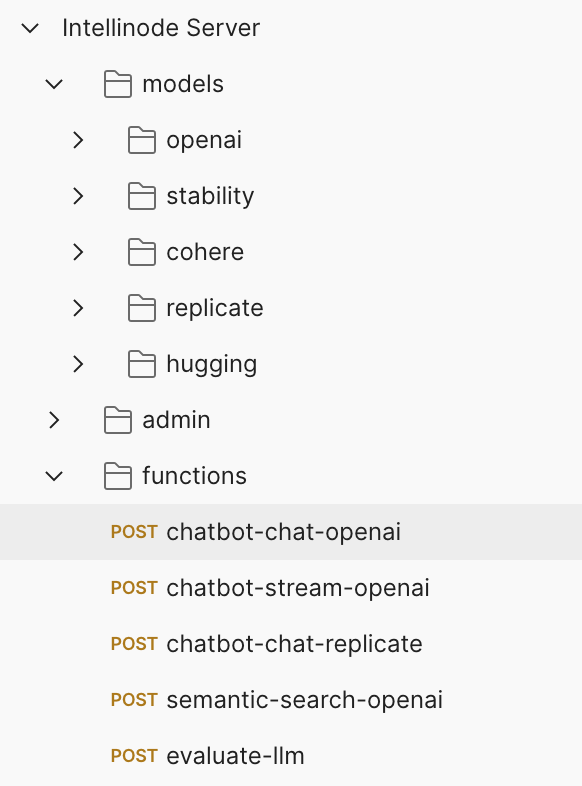 Intellinode Server
models
openai
stability
cohere
replicate
hugging
admin
functions
POST chatbot-chat-openai
POST chatbot-stream-openai
POST chatbot-chat-replicate
POST semantic-search-openai
POST evaluate-llm